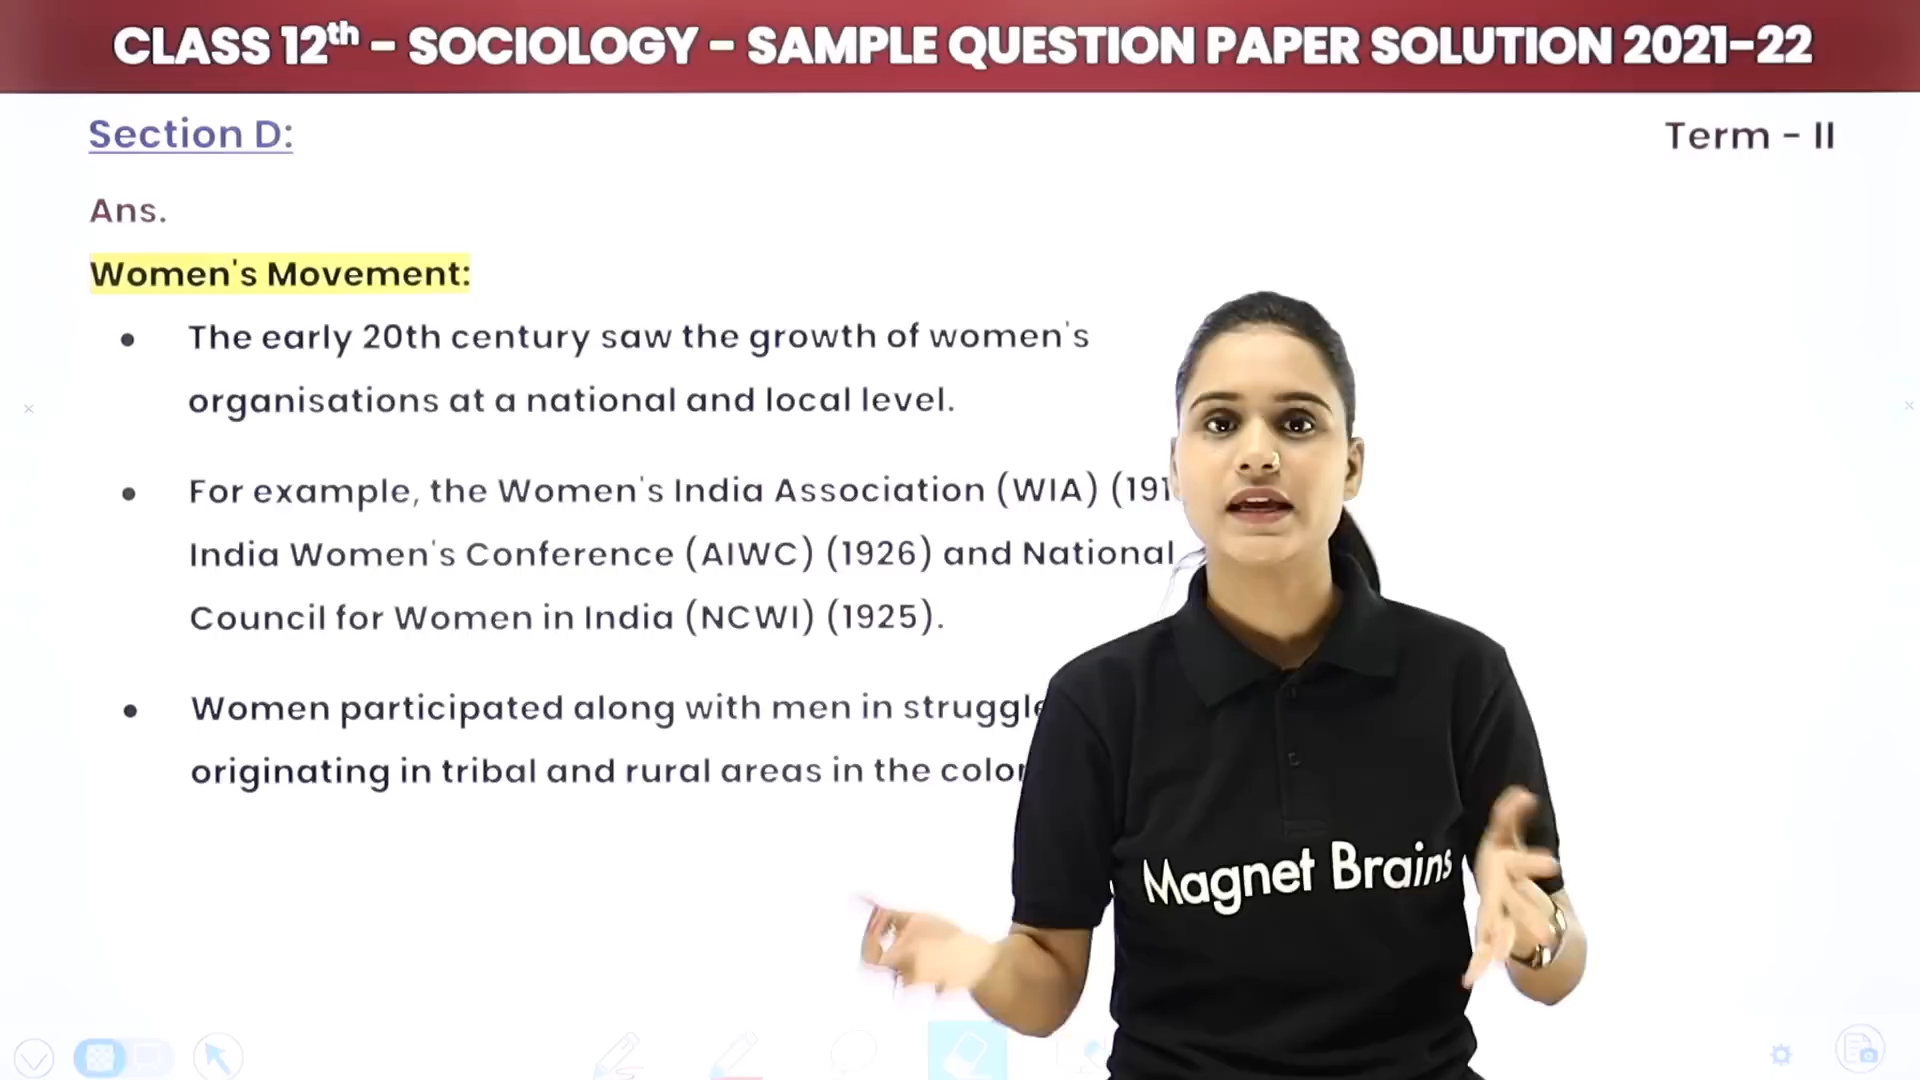 CLASS 12th – SOCIOLOGY – SAMPLE QUESTION PAPER SOLUTION 2021-22
Section D:
Term - II
Ans.
Women's Movement:
The early 20th century saw the growth of women's
organisations at a national and local level.
For example, the Women's India Association (WIA)
India Women's Conference (AIWC) (1926) and National
Council for Women in India (NCWI) (1925).
Women participated along with men in
originating in tribal and rural areas in the
Magnet Brains